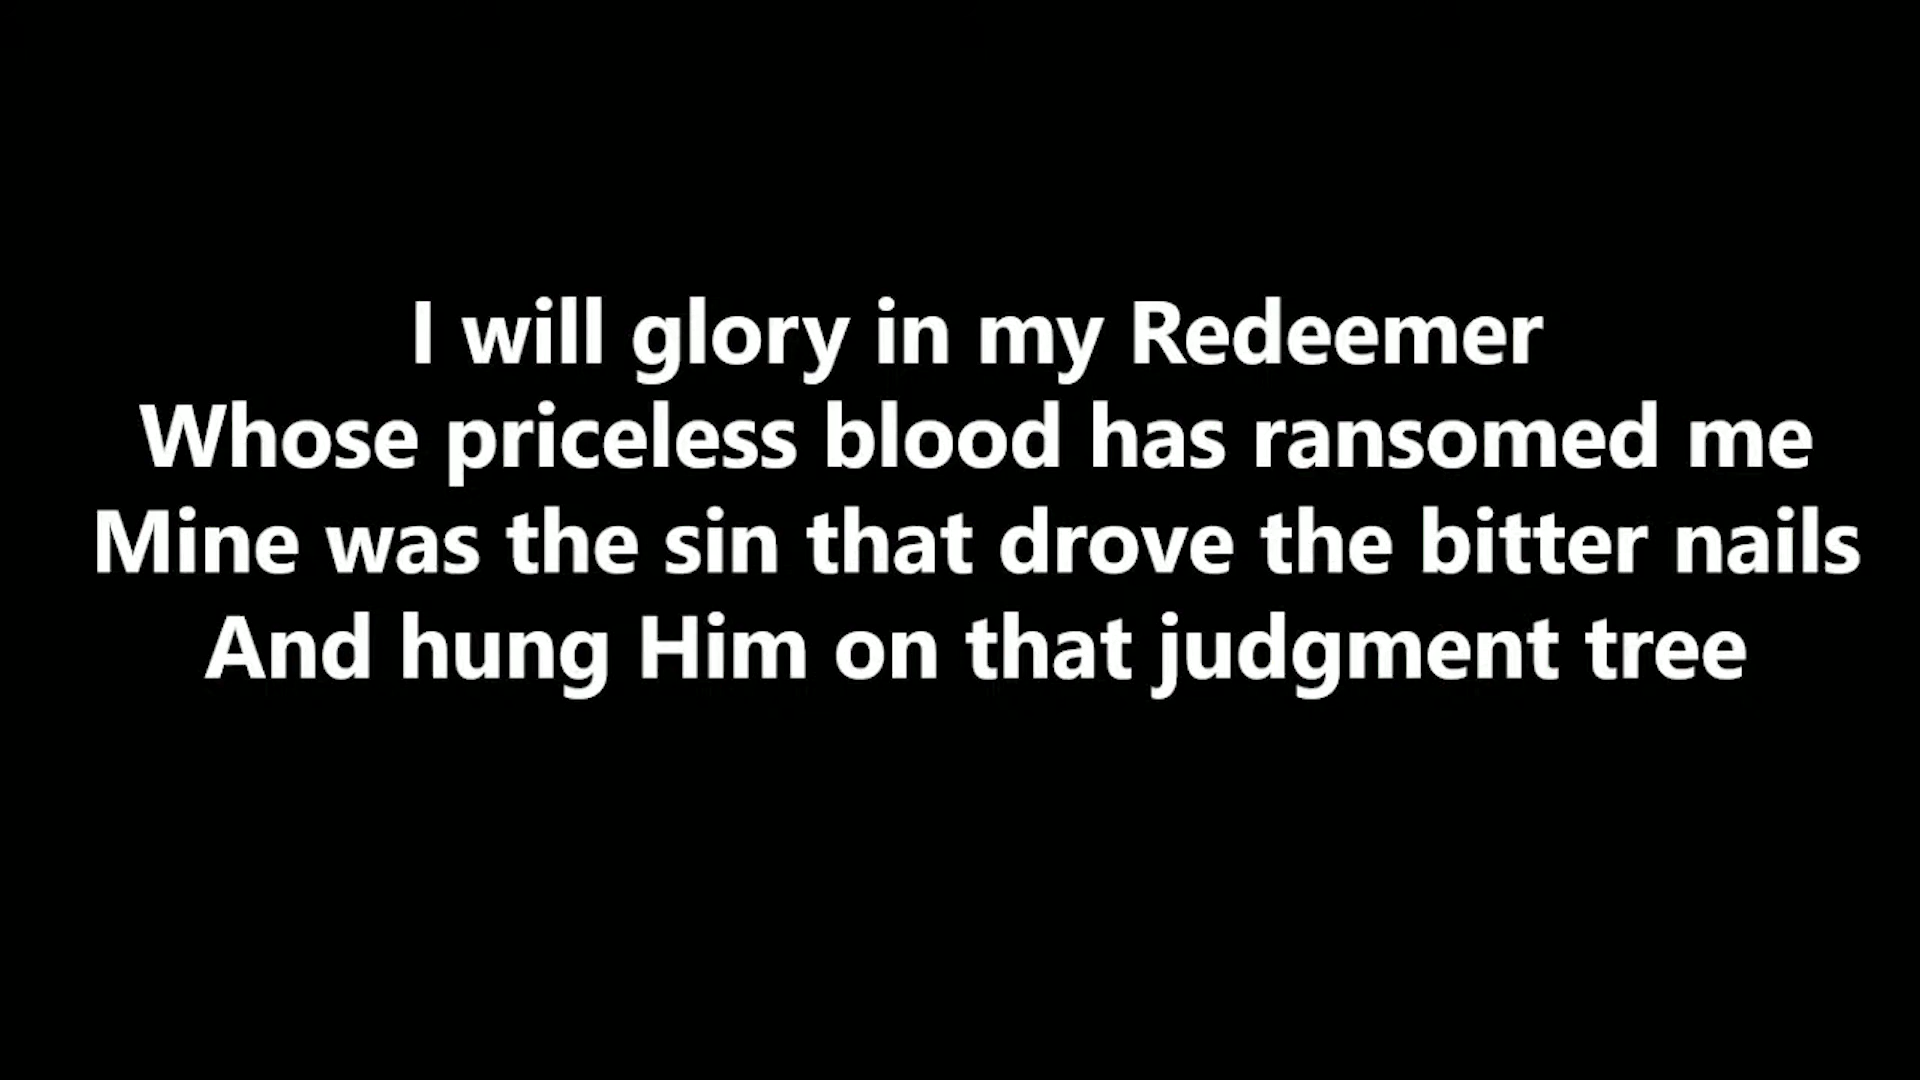 I will glory in my Redeemer
Whose priceless blood has ransomed me
Mine was the sin that drove the bitter nails
And hung Him on that judgment tree